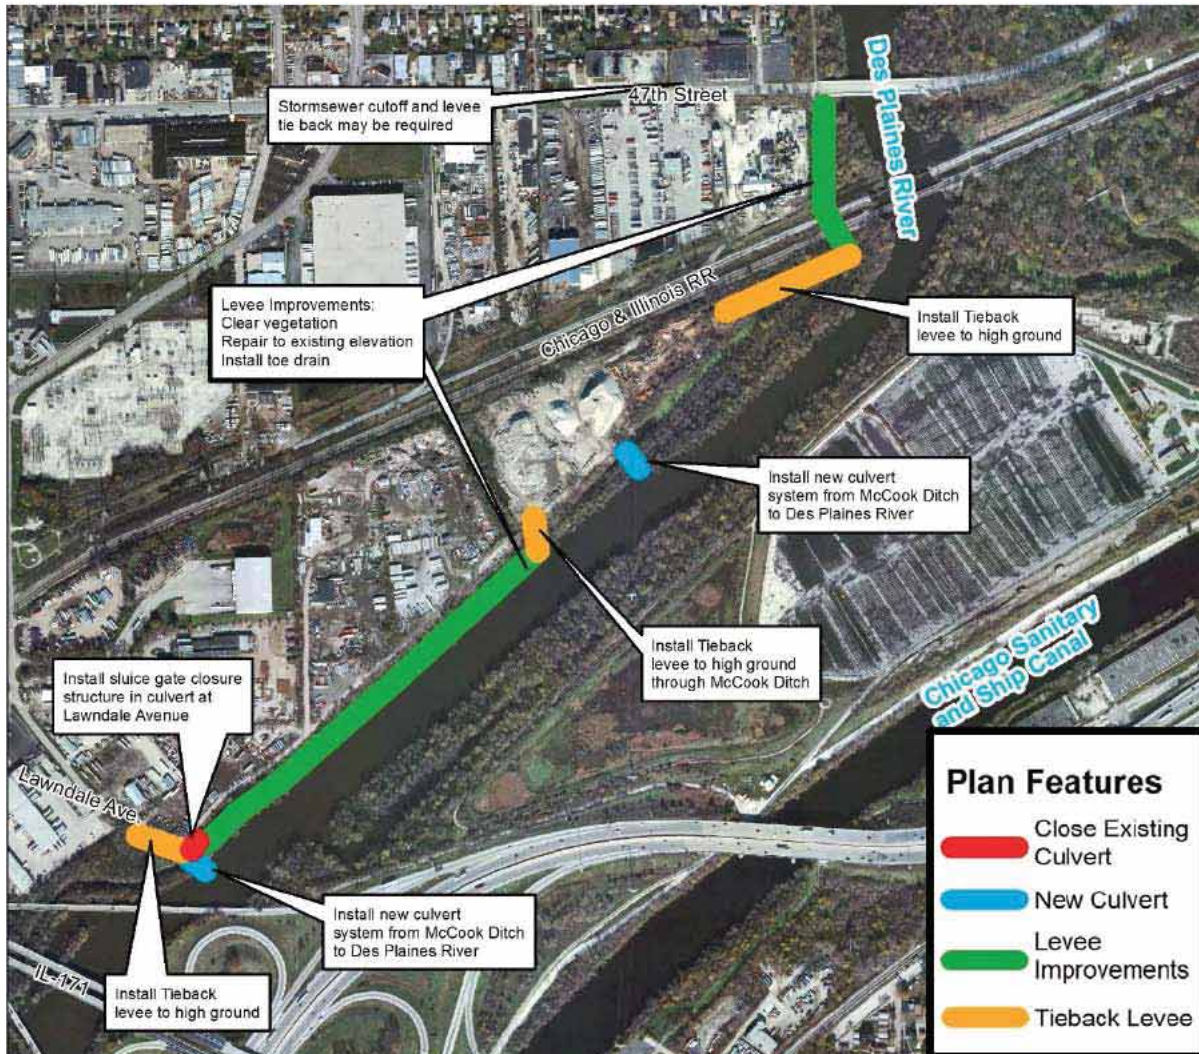 Des Plaines River
47th Street
Stormsewer cutoff and levee
tie back may be required
Levee Improvements:
Clear vegetation
Repair to existing elevation
Install toe drain
Chicago & Illinois RR
Install Tieback
levee to high ground
Install new culvert
system from McCook Ditch
to Des Plaines River
Install Tieback
levee to high ground
through McCook Ditch
Chicago Sanitary
and Ship Canal
Install sluice gate closure
structure in culvert at
Lawndale Avenue
Lawndale Ave.
Install new culvert
system from McCook Ditch
to Des Plaines River
IL-171
Install Tieback
levee to high ground
Plan Features
Close Existing
Culvert
New Culvert
Levee
Improvements
Tieback Levee